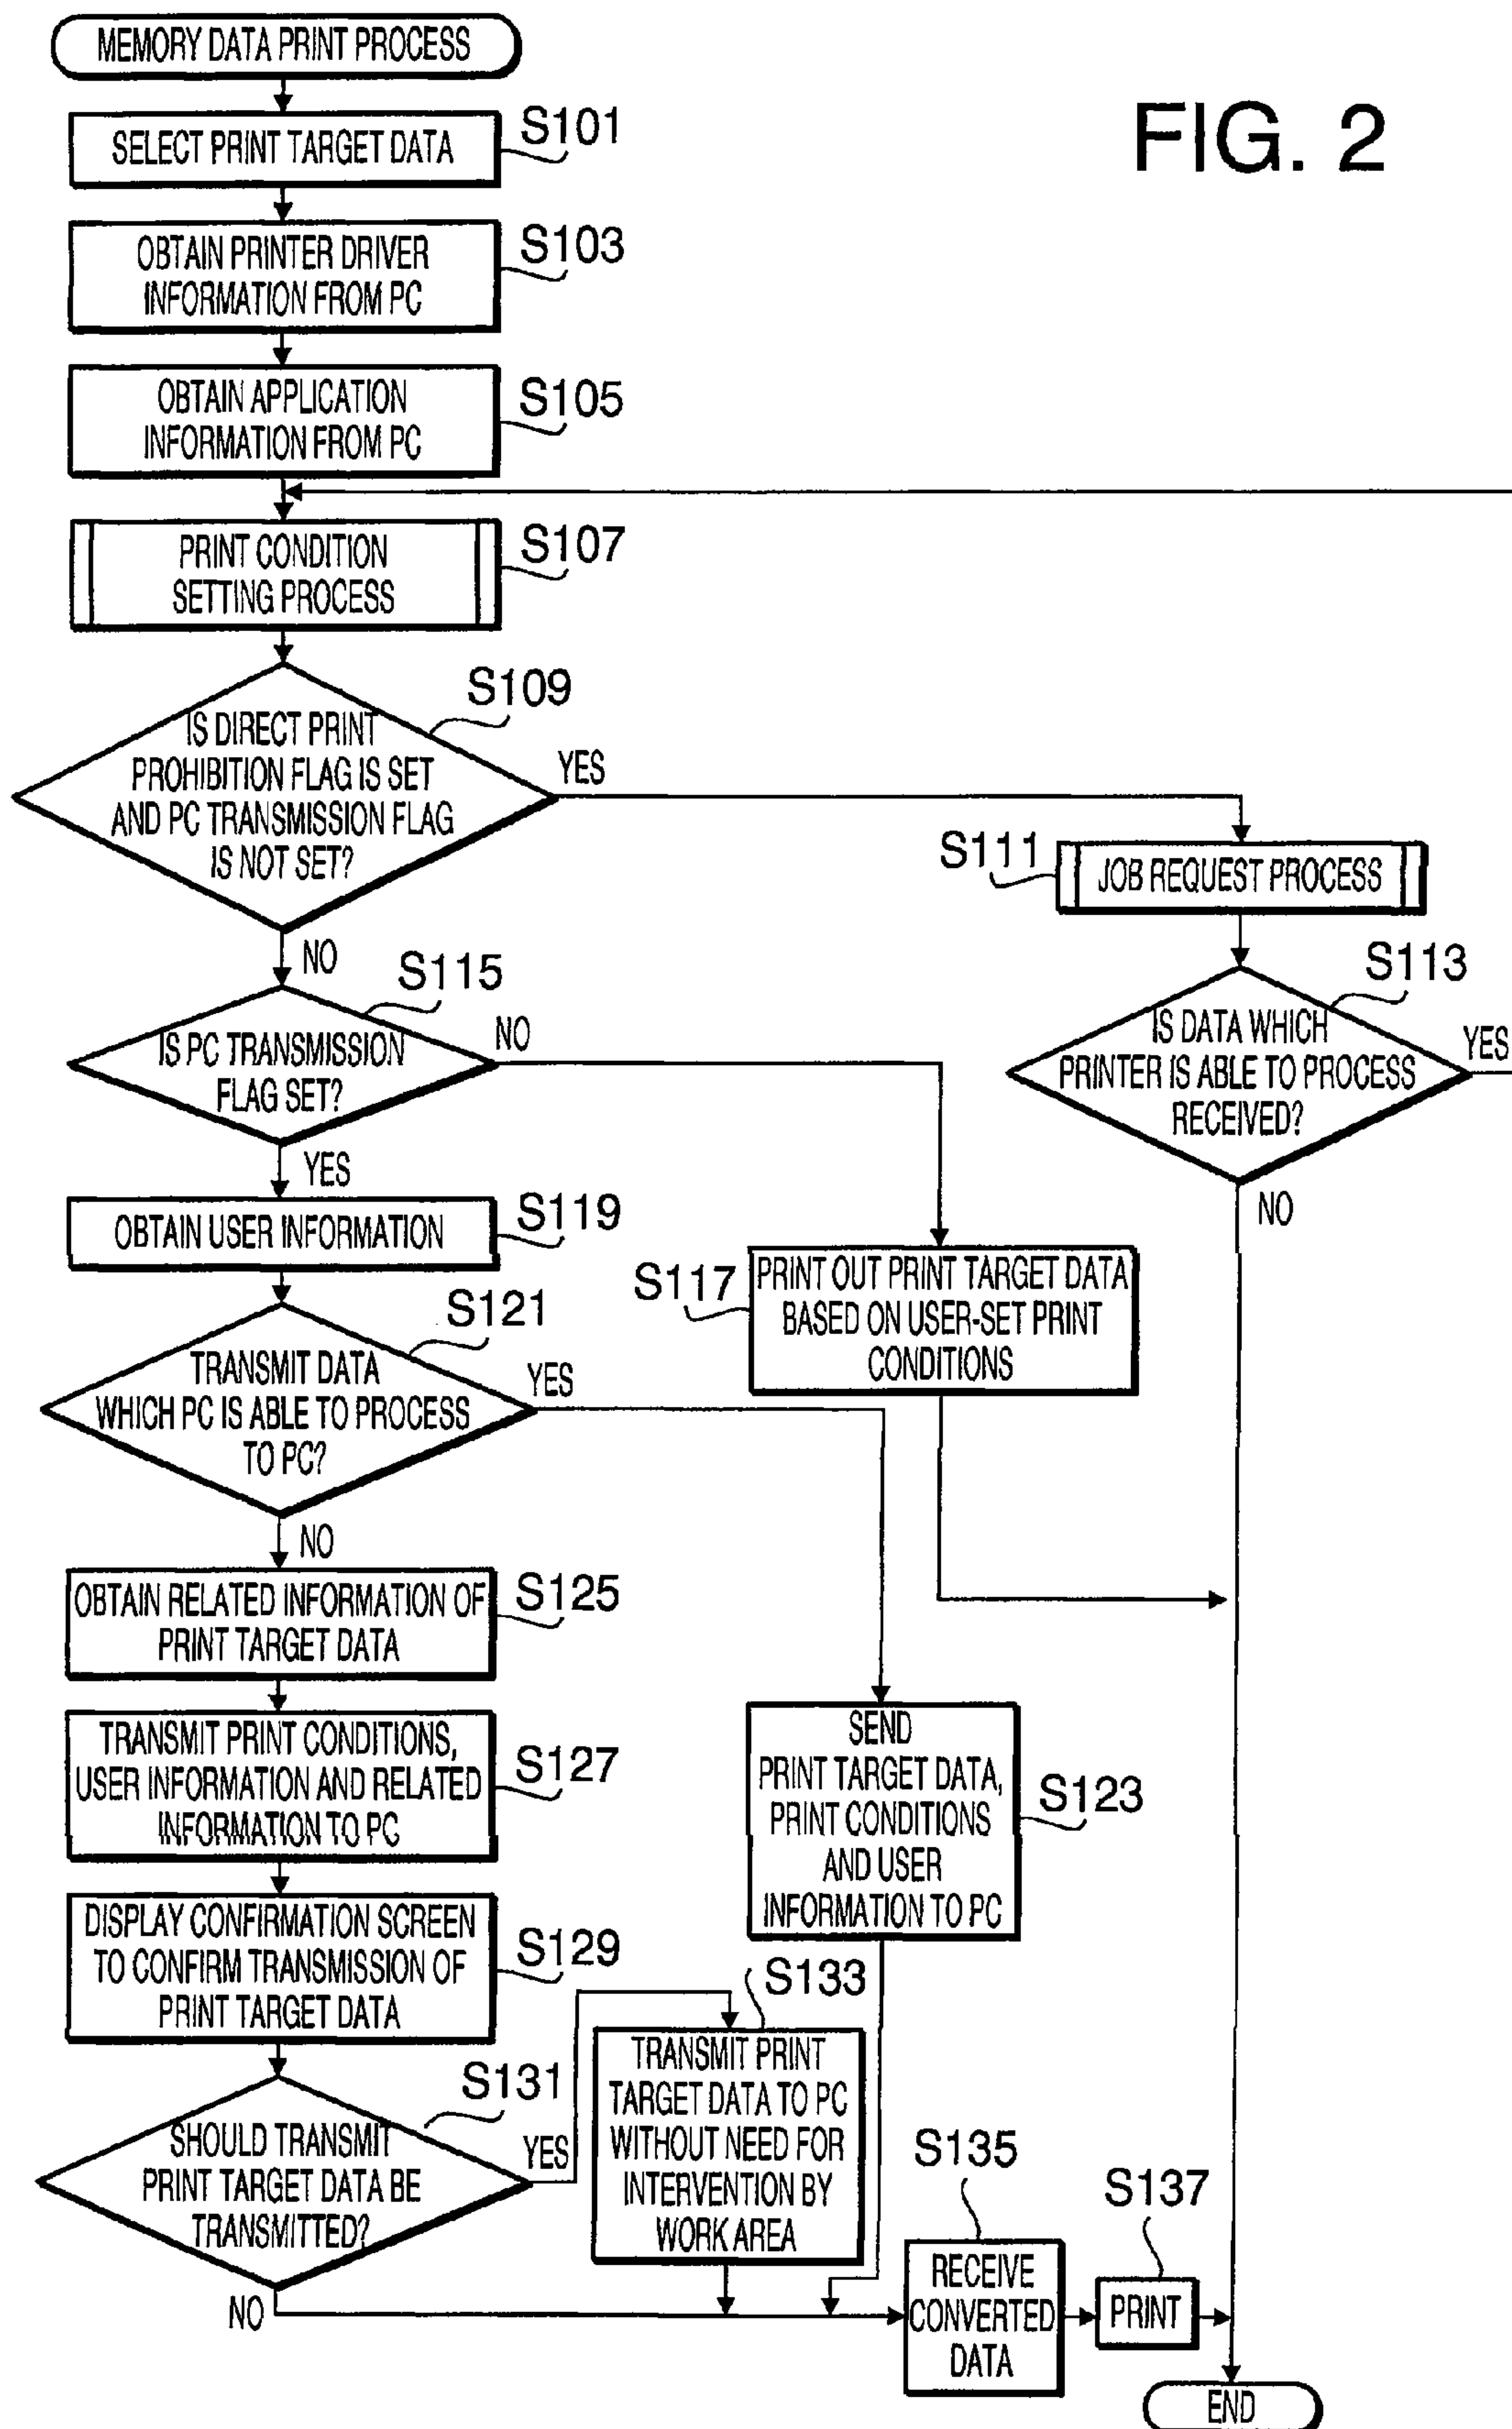 FIG. 2
MEMORY DATA PRINT PROCESS
SELECT PRINT TARGET DATA
S101
OBTAIN PRINTER DRIVER
INFORMATION FROM PC
S103
OBTAIN APPLICATION
INFORMATION FROM PC
S105
PRINT CONDITION
SETTING PROCESS
S107
IS DIRECT PRINT
PROHIBITION FLAG IS SET
AND PC TRANSMISSION FLAG
IS NOT SET?
S109
YES
NO
S111
JOB REQUEST PROCESS
S113
IS DATA WHICH
PRINTER IS ABLE TO PROCESS
RECEIVED?
YES
NO
S115
IS PC TRANSMISSION
FLAG SET?
NO
YES
S117
PRINT OUT PRINT TARGET DATA
BASED ON USER-SET PRINT
CONDITIONS
OBTAIN USER INFORMATION
S119
S121
TRANSMIT DATA
WHICH PC IS ABLE TO PROCESS
TO PC?
YES
NO
SEND
PRINT TARGET DATA,
PRINT CONDITIONS
AND USER
INFORMATION TO PC
S123
OBTAIN RELATED INFORMATION OF
PRINT TARGET DATA
S125
TRANSMIT PRINT CONDITIONS,
USER INFORMATION AND RELATED
INFORMATION TO PC
S127
DISPLAY CONFIRMATION SCREEN
TO CONFIRM TRANSMISSION OF
PRINT TARGET DATA
S129
S131
SHOULD TRANSMIT
PRINT TARGET DATA BE
TRANSMITTED?
YES
NO
S133
TRANSMIT PRINT
TARGET DATA TO PC
WITHOUT NEED FOR
INTERVENTION BY
WORK AREA
S135
RECEIVE
CONVERTED
DATA
S137
PRINT
END